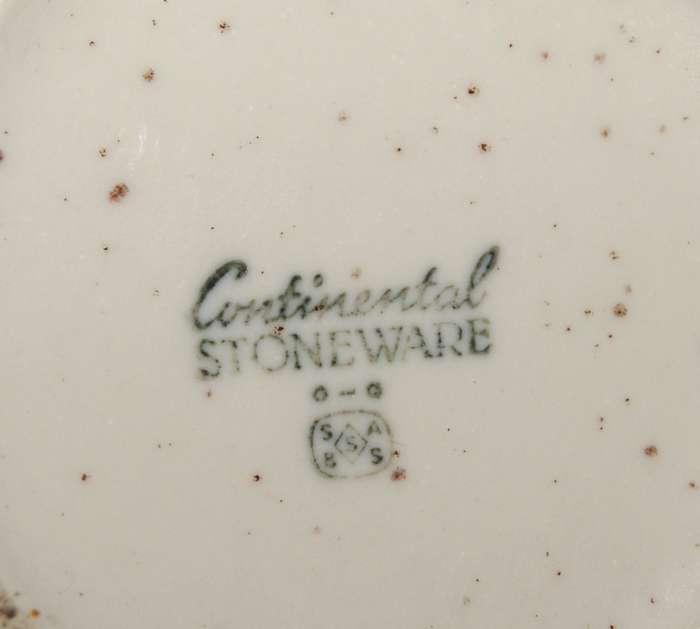 Continental
STONEWARE
O-O
S A
S
B S